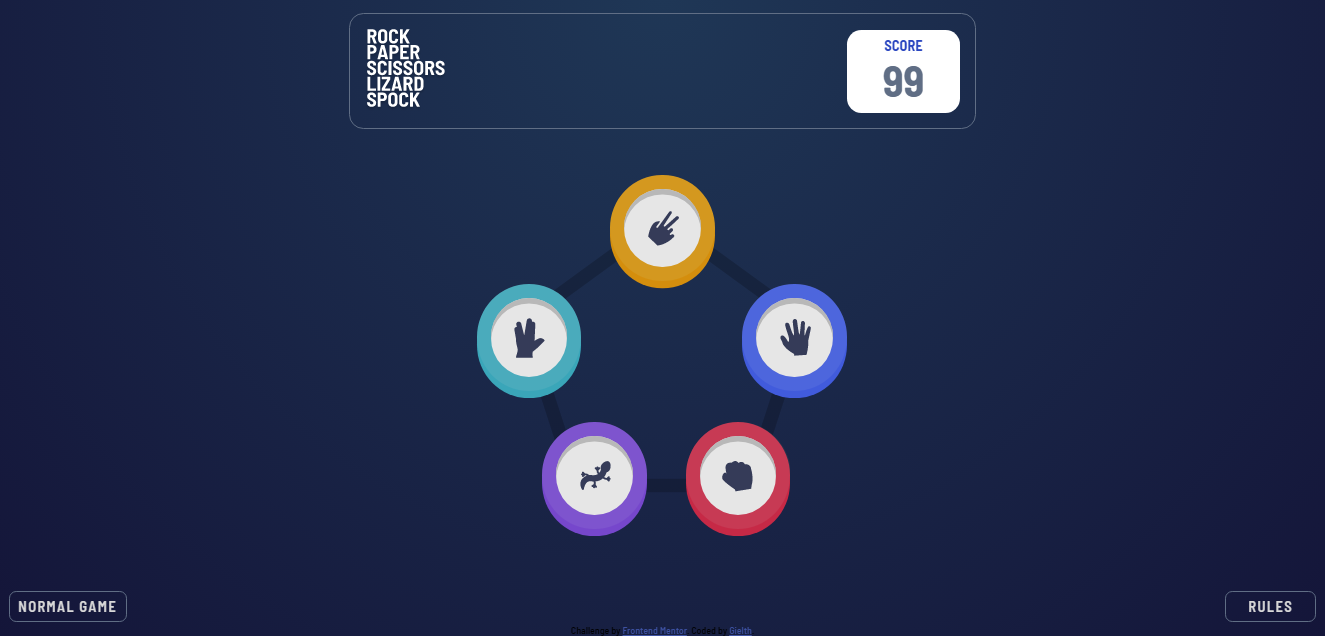 ROCK
PAPER
SCISSORS
LIZARD
SPOCK
SCORE
99
NORMAL GAME
RULES
Challenge by Frontend Mentor. Coded by Gielth